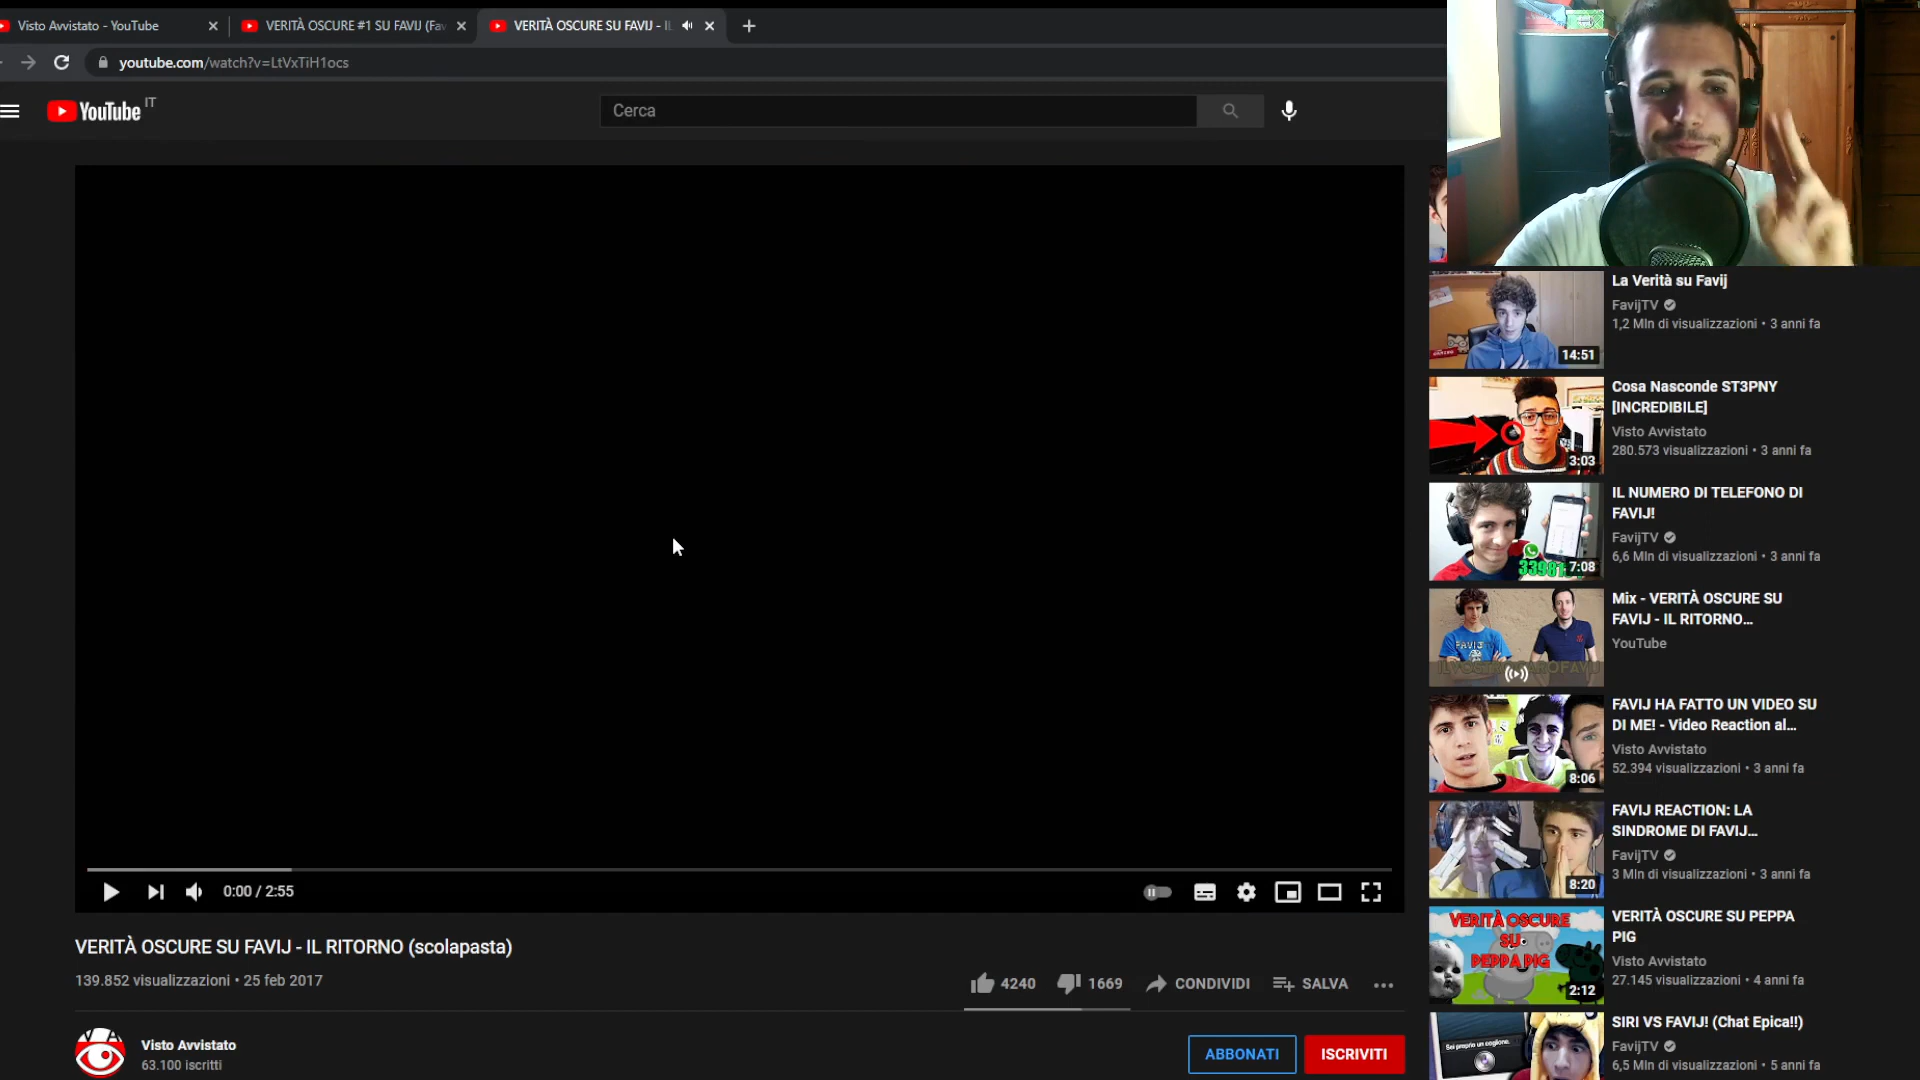 Visto Avvistato - YouTube
VERITÀ OSCURE #1 SU FAVIJ (Fav
VERITÀ OSCURE SU FAVIJ - IL
youtube.com/watch?v=LtVxTiH1ocs
YouTube IT
Cerca
0:00 / 2:55
VERITÀ OSCURE SU FAVIJ - IL RITORNO (scolapasta)
139.852 visualizzazioni • 25 feb 2017
4240
1669
CONDIVIDI
SALVA
Visto Avvistato
63.100 iscritti
ABBONATI
ISCRIVITI
La Verità su Favij
FavijTV
1,2 Mln di visualizzazioni • 3 anni fa
14:51
Cosa Nasconde ST3PNY
[INCREDIBILE]
Visto Avvistato
280.573 visualizzazioni • 3 anni fa
3:03
IL NUMERO DI TELEFONO DI
FAVIJ!
FavijTV
6,6 Mln di visualizzazioni • 3 anni fa
7:08
Mix - VERITÀ OSCURE SU
FAVIJ - IL RITORNO...
YouTube
FAVIJ
FAVIJ HA FATTO UN VIDEO SU
DI ME! - Video Reaction al...
Visto Avvistato
52.394 visualizzazioni • 3 anni fa
8:06
FAVIJ REACTION: LA
SINDROME DI FAVIJ...
FavijTV
3 Mln di visualizzazioni • 3 anni fa
8:20
VERITÀ OSCURE
SU
PEPPA PIG
2:12
VERITÀ OSCURE SU PEPPA
PIG
Visto Avvistato
27.145 visualizzazioni • 4 anni fa
SIRI VS FAVIJ! (Chat Epica!!)
FavijTV
6,5 Mln di visualizzazioni • 5 anni fa
Sei proprio un coglione.